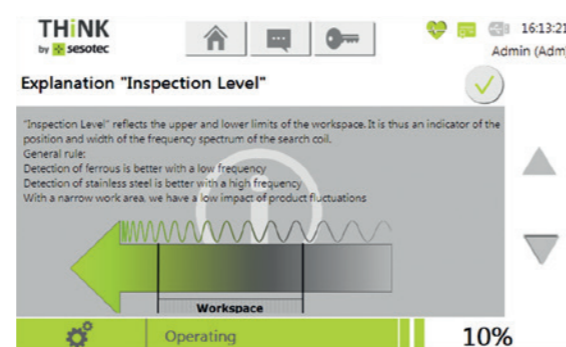 THiNK
by sesotec
16:13:21
Admin (Adm
Explanation "Inspection Level"
"Inspection Level" reflects the upper and lower limits of the workspace. It is thus an indicator of the
position and width of the frequency spectrum of the search coil.
General rule:
Detection of ferrous is better with a low frequency
Detection of stainless steel is better with a high frequency
With a narrow work area, we have a low impact of product fluctuations
Workspace
Operating
10%